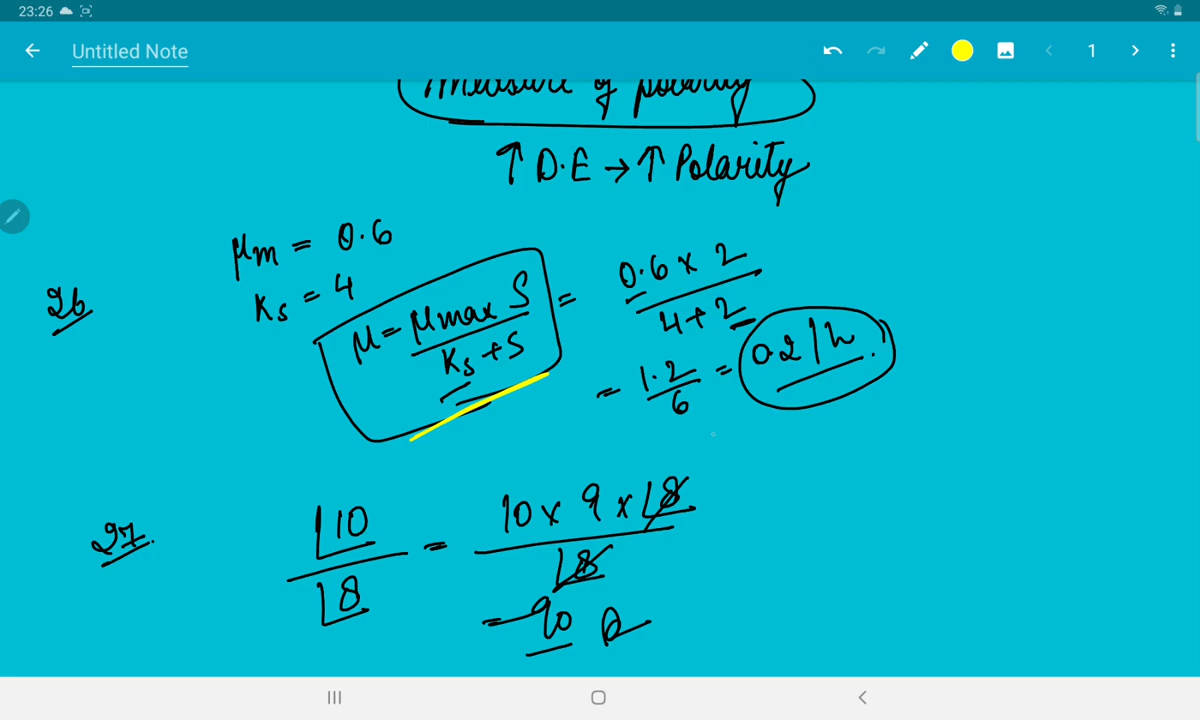 23:26
Untitled Note
1
measure of polarity
↑ D.E → ↑ Polarity
26
μm = 0.6
Ks = 4
μ = μmax S / Ks + S = 0.6 x 2 / 4 + 2
= 1.2 / 6 = 0.2 / h.
27.
⌊10 / ⌊8 = 10 x 9 x ⌊8 / ⌊8
= 90